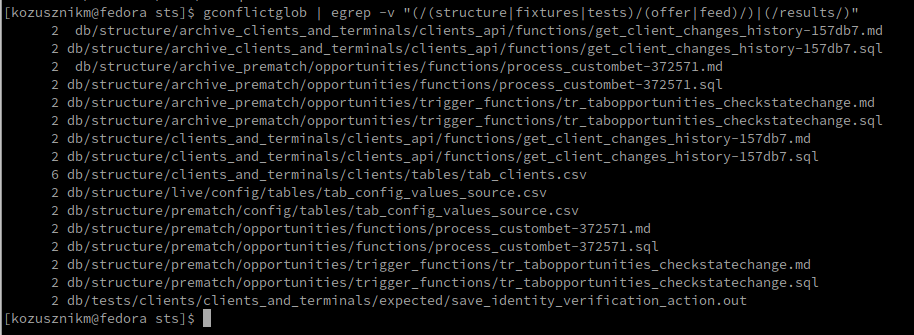 [kozusznikm@fedora sts]$ gconflictglob | egrep -v "(/(structure|fixtures|tests)/(offer|feed)/)|(/results/)"
2 db/structure/archive_clients_and_terminals/clients_api/functions/get_client_changes_history-157db7.md
2 db/structure/archive_clients_and_terminals/clients_api/functions/get_client_changes_history-157db7.sql
2 db/structure/archive_prematch/opportunities/functions/process_custombet-372571.md
2 db/structure/archive_prematch/opportunities/functions/process_custombet-372571.sql
2 db/structure/archive_prematch/opportunities/trigger_functions/tr_tabopportunities_checkstatechange.md
2 db/structure/archive_prematch/opportunities/trigger_functions/tr_tabopportunities_checkstatechange.sql
2 db/structure/clients_and_terminals/clients_api/functions/get_client_changes_history-157db7.md
2 db/structure/clients_and_terminals/clients_api/functions/get_client_changes_history-157db7.sql
6 db/structure/clients_and_terminals/clients/tables/tab_clients.csv
2 db/structure/live/config/tables/tab_config_values_source.csv
2 db/structure/prematch/config/tables/tab_config_values_source.csv
2 db/structure/prematch/opportunities/functions/process_custombet-372571.md
2 db/structure/prematch/opportunities/functions/process_custombet-372571.sql
2 db/structure/prematch/opportunities/trigger_functions/tr_tabopportunities_checkstatechange.md
2 db/structure/prematch/opportunities/trigger_functions/tr_tabopportunities_checkstatechange.sql
2 db/tests/clients/clients_and_terminals/expected/save_identity_verification_action.out
[kozusznikm@fedora sts]$